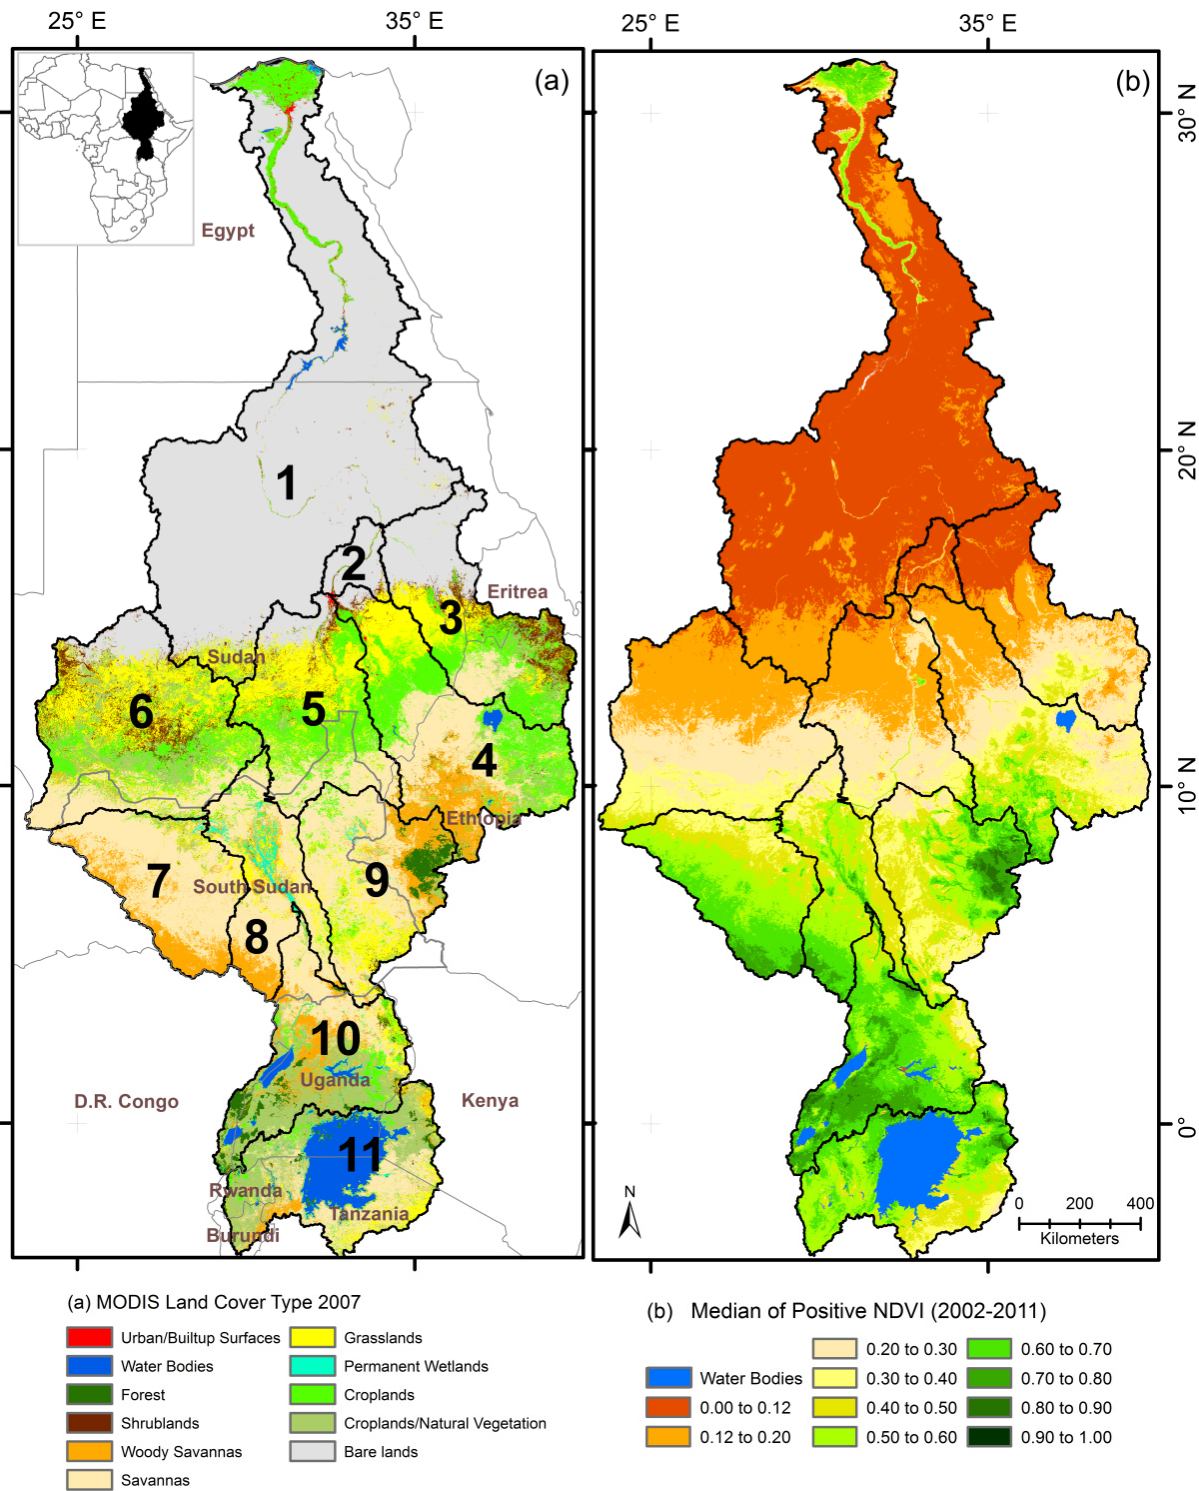 25° E
35° E
25° E
35° E
(a)
(b)
30° N
20° N
10° N
0°
Egypt
1
2
Eritrea
3
Sudan
6
5
4
Ethiopia
7
South Sudan
9
8
10
Uganda
D.R. Congo
Kenya
11
Rwanda
Tanzania
Burundi
N
0 200 400
Kilometers
(a) MODIS Land Cover Type 2007
Urban/Builtup Surfaces
Water Bodies
Forest
Shrublands
Woody Savannas
Savannas
Grasslands
Permanent Wetlands
Croplands
Croplands/Natural Vegetation
Bare lands
(b) Median of Positive NDVI (2002-2011)
Water Bodies
0.00 to 0.12
0.12 to 0.20
0.20 to 0.30
0.30 to 0.40
0.40 to 0.50
0.50 to 0.60
0.60 to 0.70
0.70 to 0.80
0.80 to 0.90
0.90 to 1.00